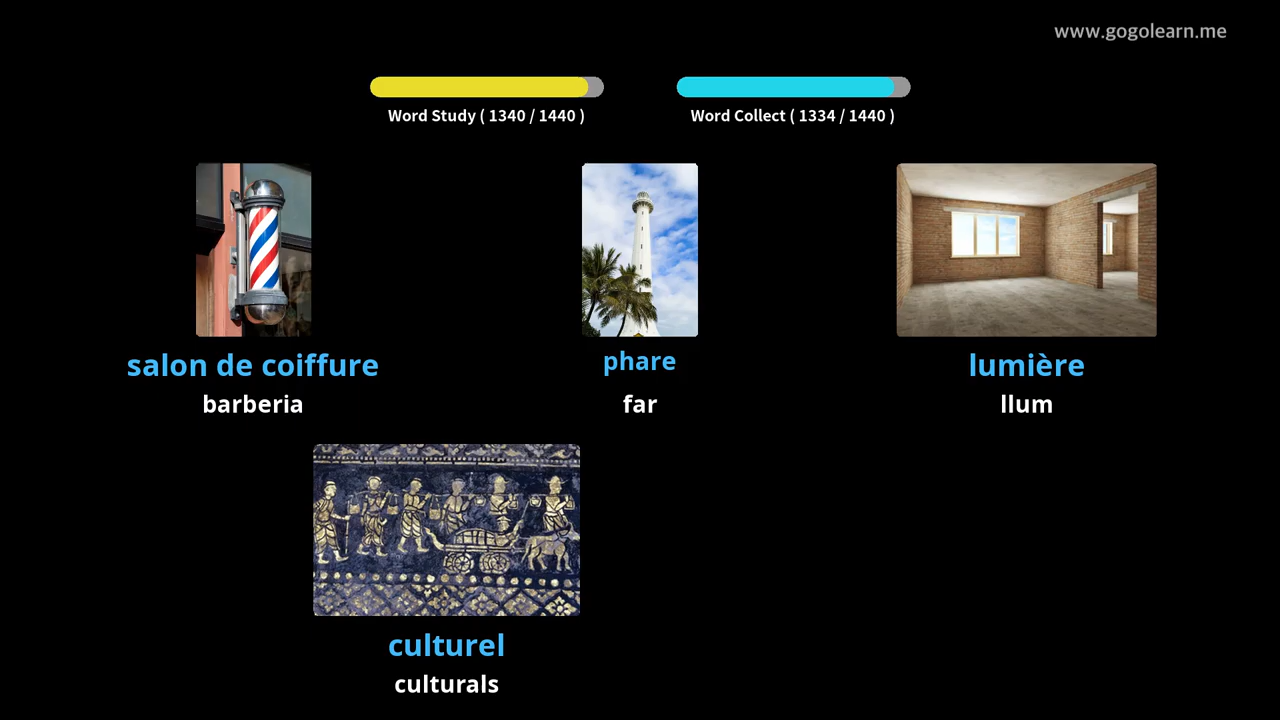 www.gogolearn.me
Word Study ( 1340 / 1440 )
Word Collect ( 1334 / 1440 )
salon de coiffure
barberia
phare
far
lumière
llum
culturel
culturals